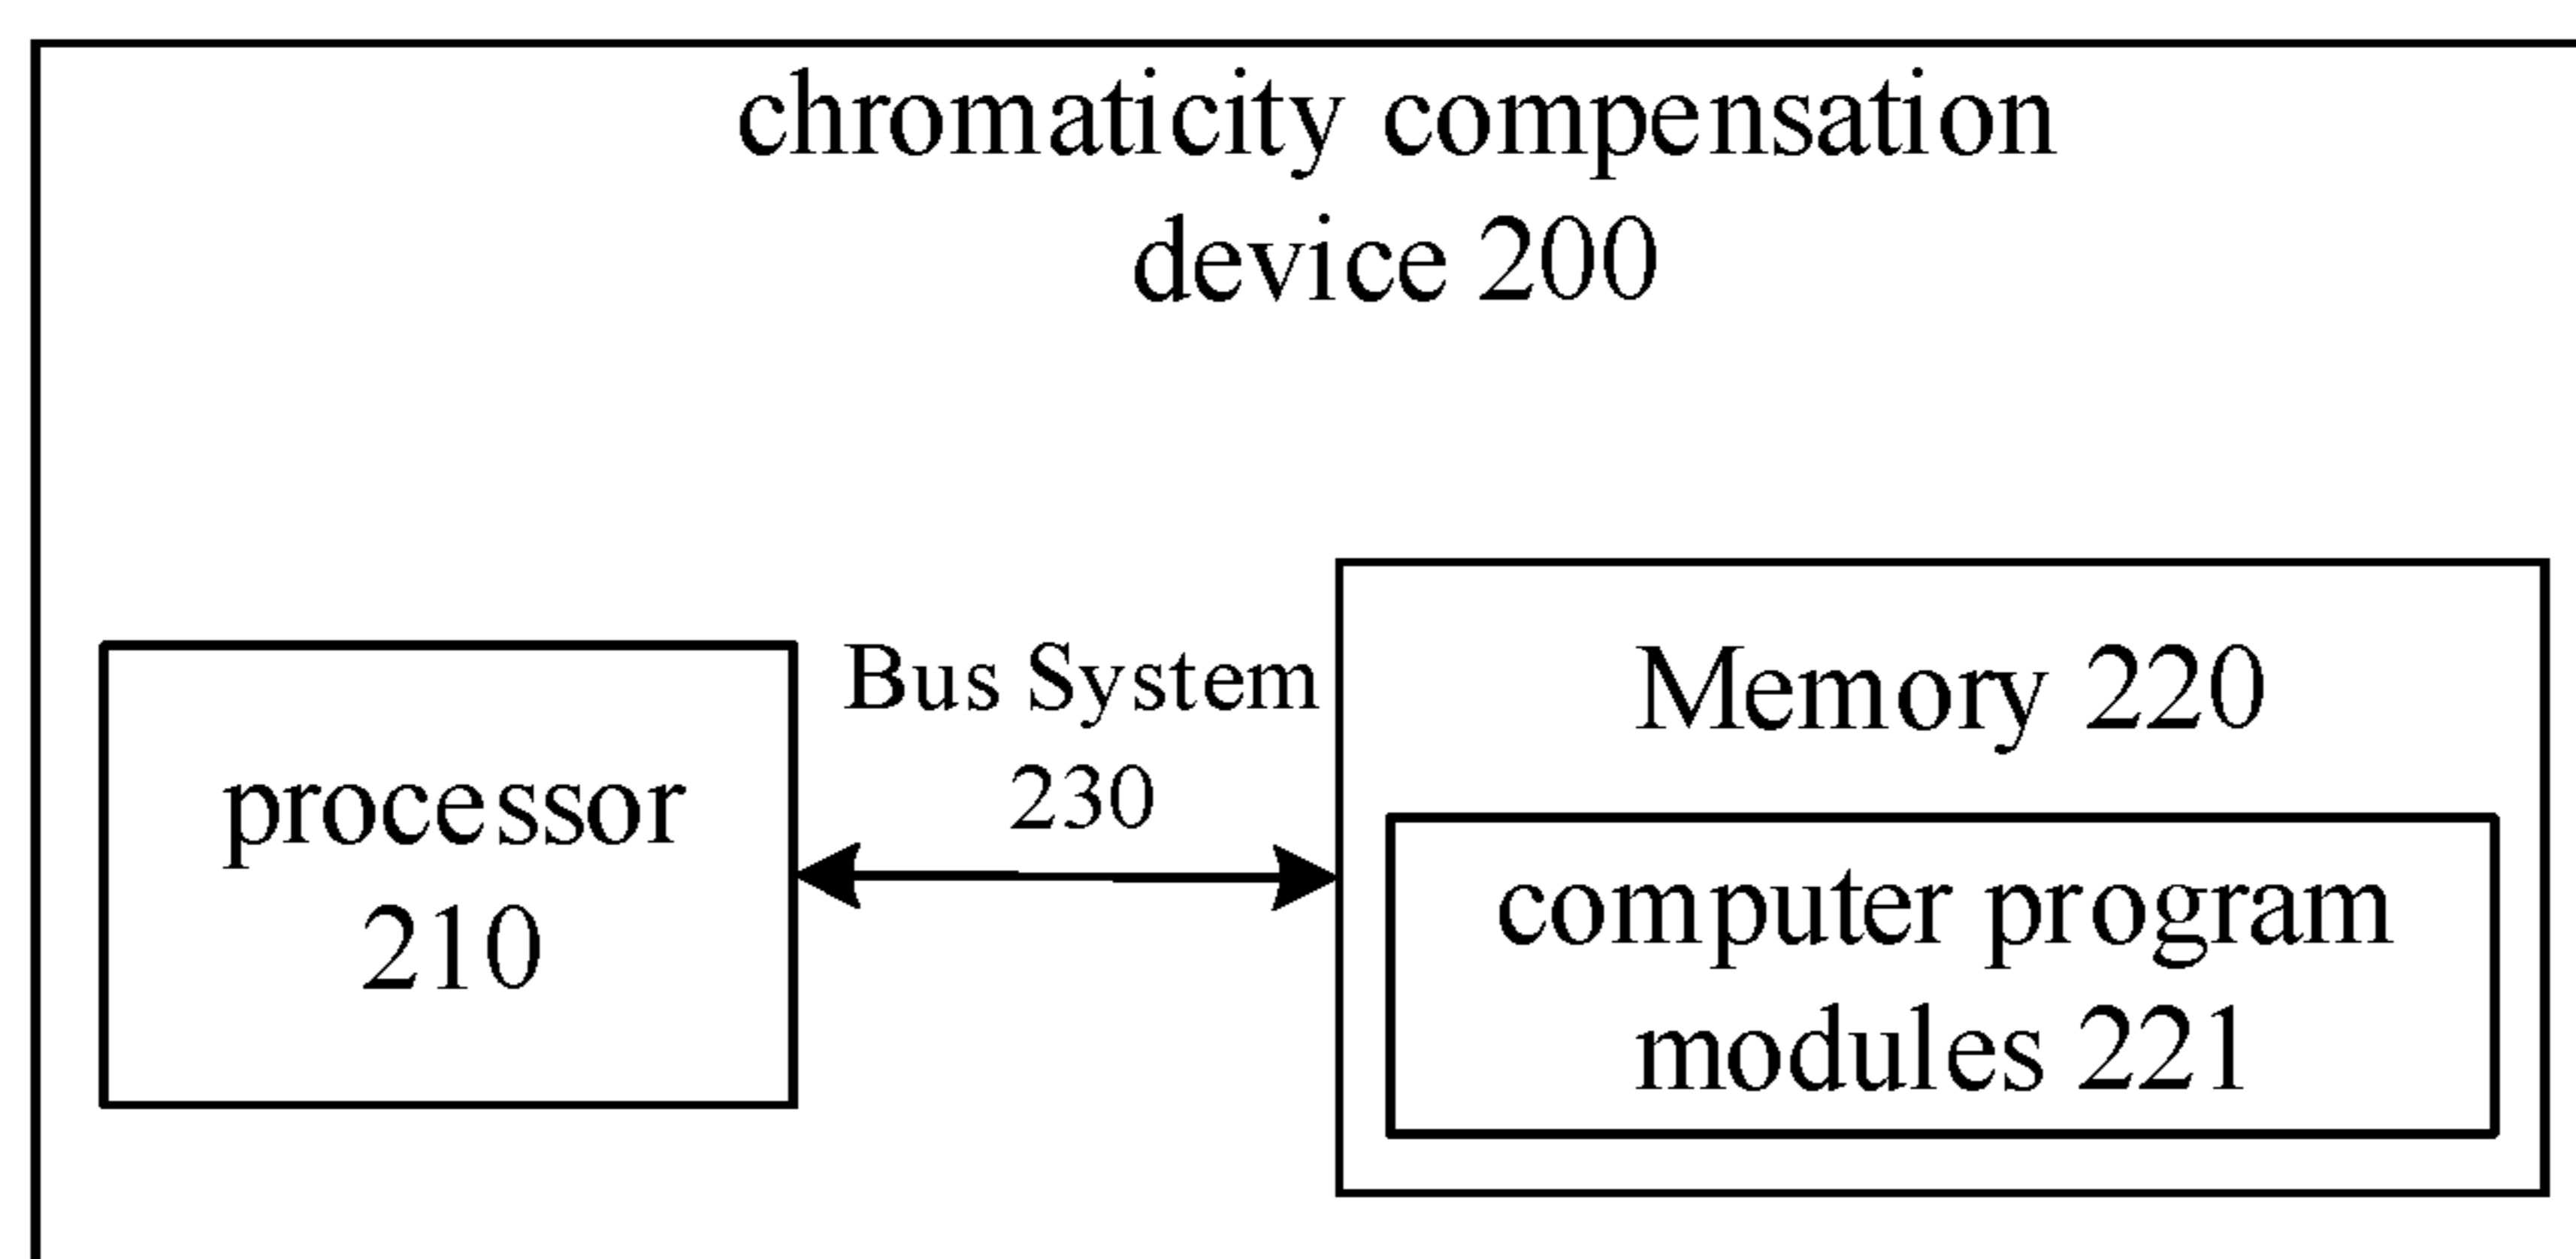 chromaticity compensation
device 200
Bus System
230
processor
210
Memory 220
computer program
modules 221